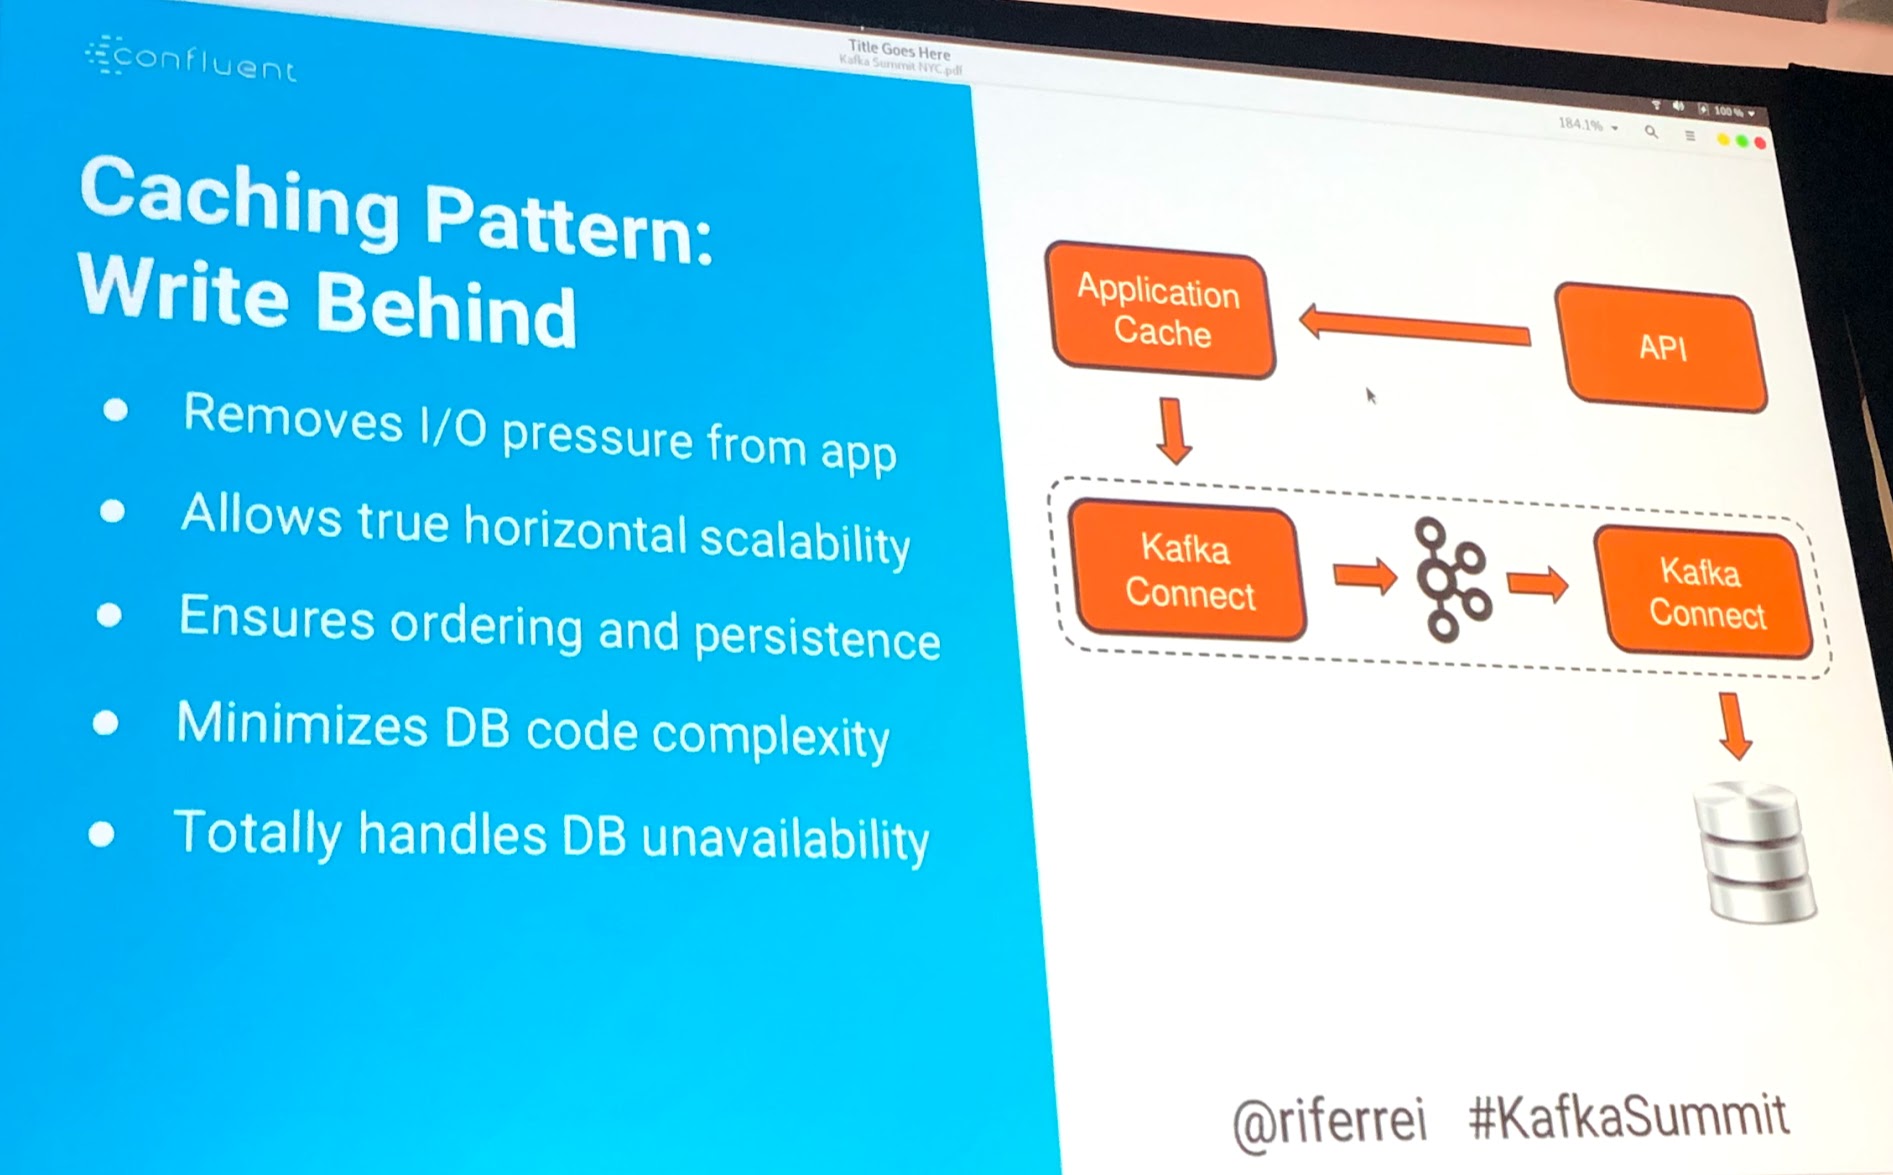 confluent
Title Goes Here
Kafka Summit NYC.pdf
100 %
184.1%
Caching Pattern:
Write Behind
Removes I/O pressure from app
Allows true horizontal scalability
Ensures ordering and persistence
Minimizes DB code complexity
Totally handles DB unavailability
Application
Cache
API
Kafka
Connect
Kafka
Connect
@riferrei #KafkaSummit